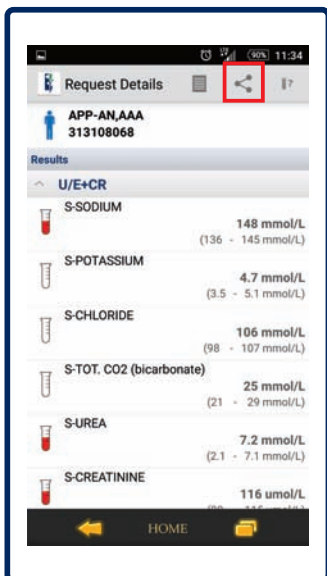 90% 11:34
Request Details
APP-AN,AAA
313108068
Results
U/E+CR
S-SODIUM
148 mmol/L
(136 - 145 mmol/L)
S-POTASSIUM
4.7 mmol/L
(3.5 - 5.1 mmol/L)
S-CHLORIDE
106 mmol/L
(98 - 107 mmol/L)
S-TOT. CO2 (bicarbonate)
25 mmol/L
(21 - 29 mmol/L)
S-UREA
7.2 mmol/L
(2.1 - 7.1 mmol/L)
S-CREATININE
116 umol/L
HOME